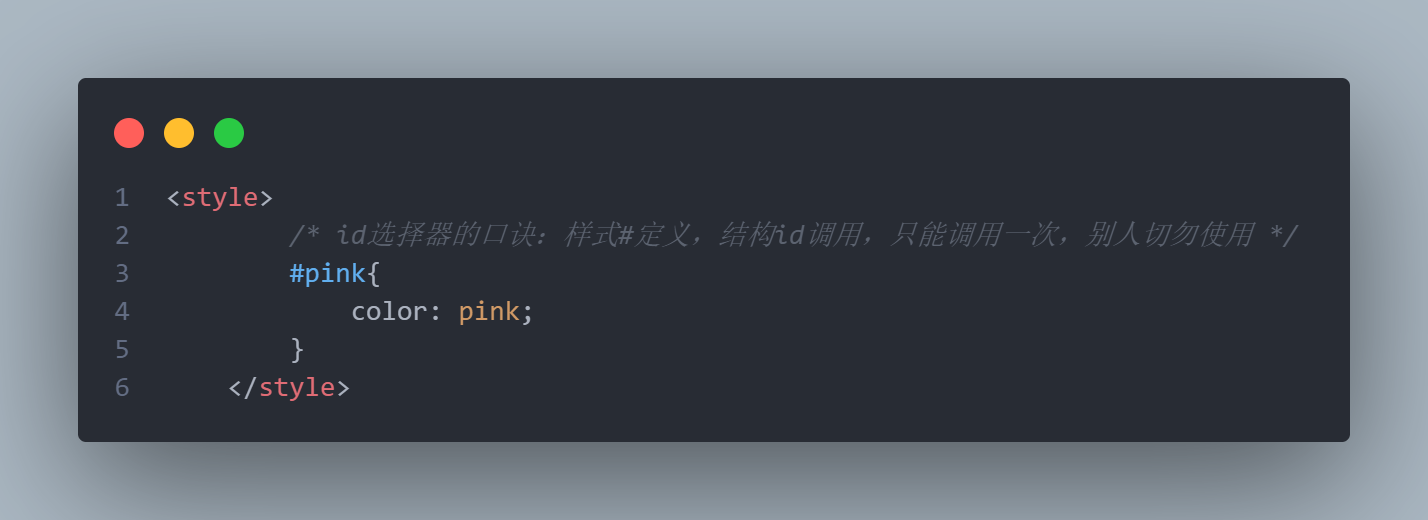 1 <style>
2 /* id选择器的口诀：样式#定义，结构id调用，只能调用一次，别人切勿使用 */
3 #pink{
4 color: pink;
5 }
6 </style>